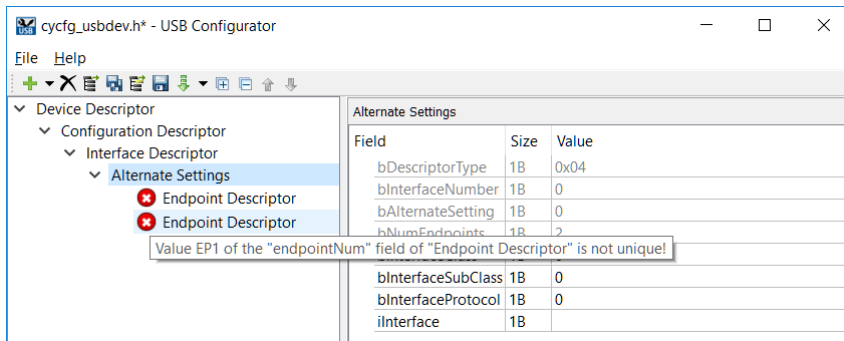 cycfg_usbdev.h* - USB Configurator
File Help
Device Descriptor
Configuration Descriptor
Interface Descriptor
Alternate Settings
Endpoint Descriptor
Endpoint Descriptor
Value EP1 of the "endpointNum" field of "Endpoint Descriptor" is not unique!
Alternate Settings
Field Size Value
bDescriptorType 1B 0x04
bInterfaceNumber 1B 0
bAlternateSetting 1B 0
bNumEndpoints 1B 2
bInterfaceSubClass 1B 0
bInterfaceProtocol 1B 0
iInterface 1B